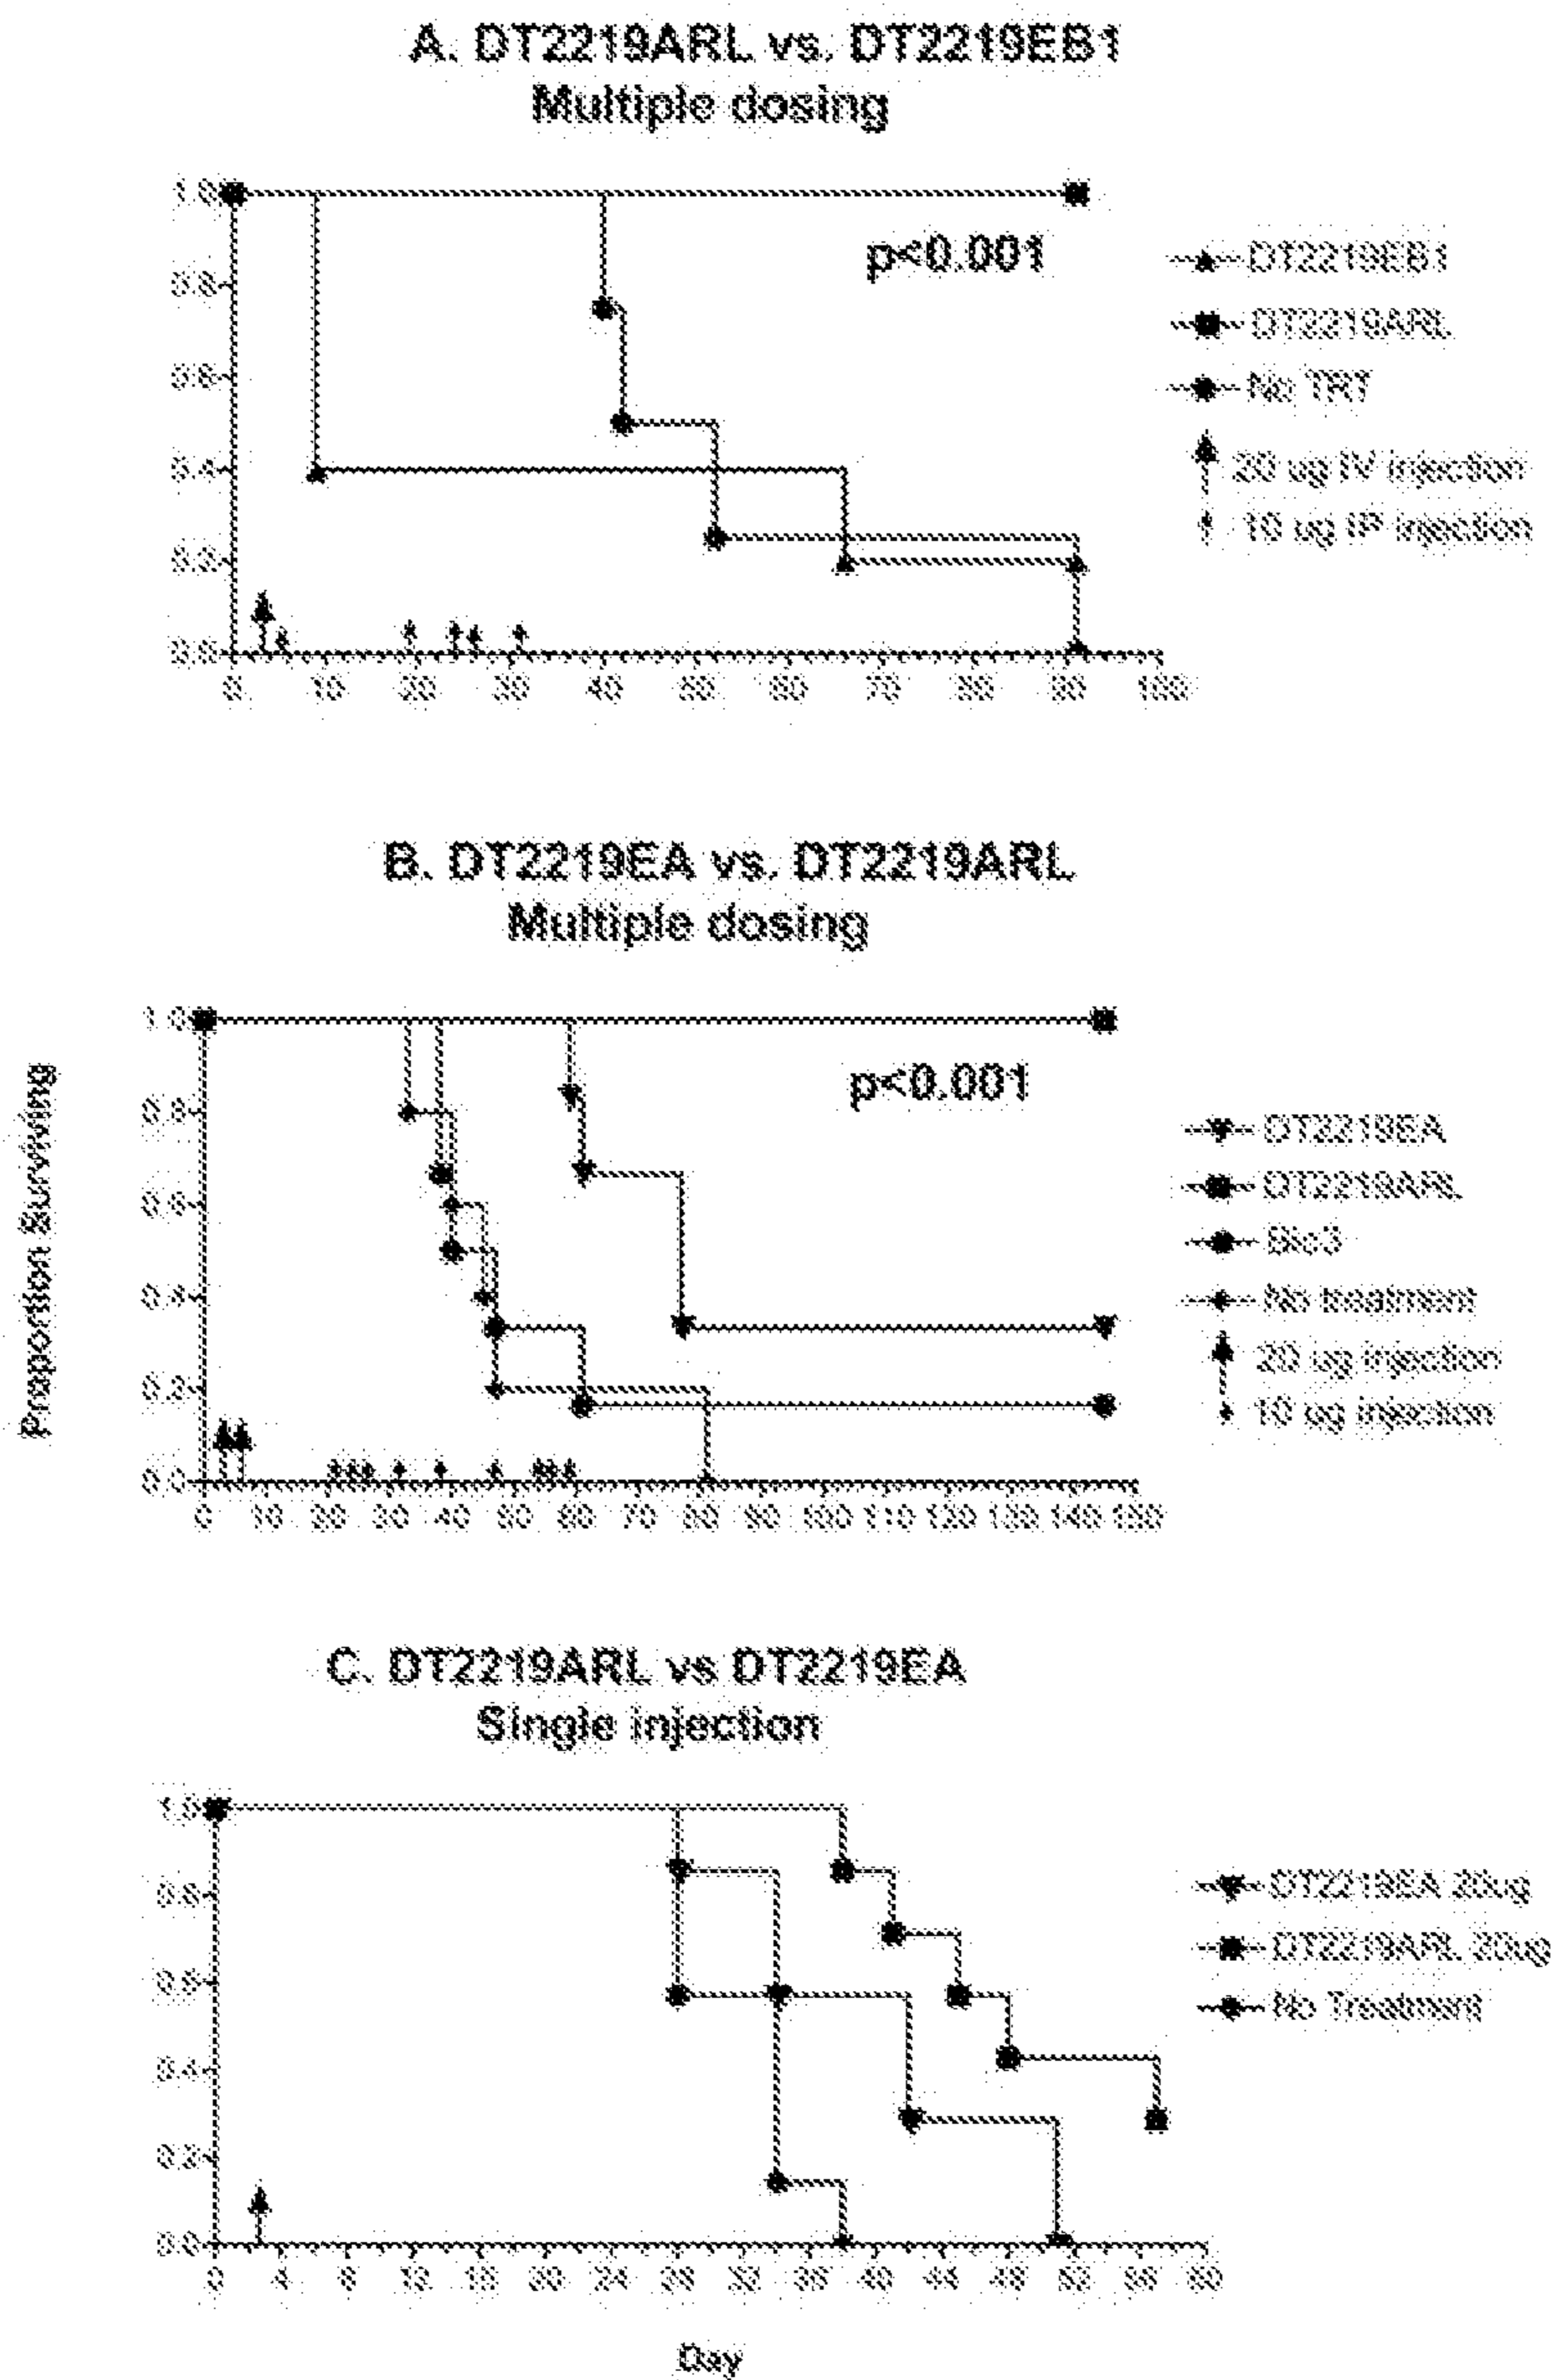 A. DT2219ARL vs. DT2219EB1
Multiple dosing
1.0
0.8
0.6
0.4
0.2
0.0
0 10 20 30 40 50 60 70 80 90 100
p<0.001
DT2219EB1
DT2219ARL
No TRT
20 ug IV injection
10 ug IP injection
B. DT2219EA vs. DT2219ARL
Multiple dosing
Proportion Surviving
1.0
0.8
0.6
0.4
0.2
0.0
0 10 20 30 40 50 60 70 80 90 100 110 120 130 140 150
p<0.001
DT2219EA
DT2219ARL
Bic3
No treatment
20 ug injection
10 ug injection
C. DT2219ARL vs DT2219EA
Single injection
1.0
0.8
0.6
0.4
0.2
0.0
0 4 8 12 16 20 24 28 32 36 40 44 48 52 56 60
DT2219EA 20ug
DT2219ARL 20ug
No Treatment
Day